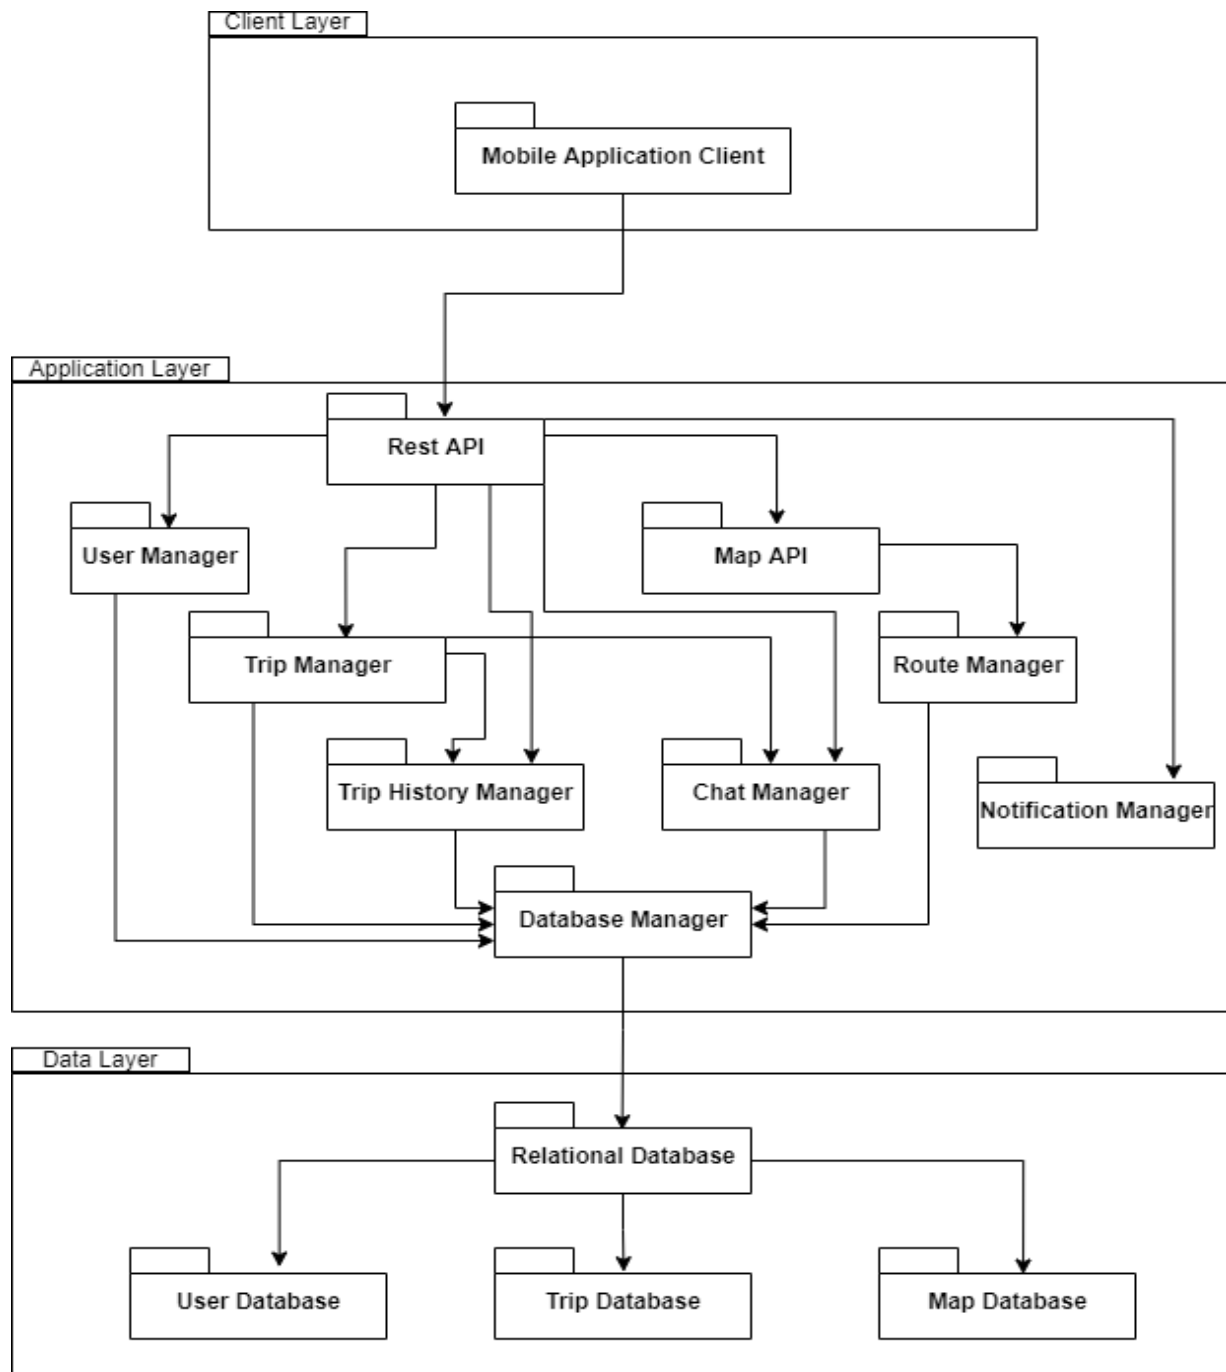 Client Layer
Mobile Application Client
Application Layer
Rest API
User Manager
Map API
Trip Manager
Route Manager
Trip History Manager
Chat Manager
Notification Manager
Database Manager
Data Layer
Relational Database
User Database
Trip Database
Map Database